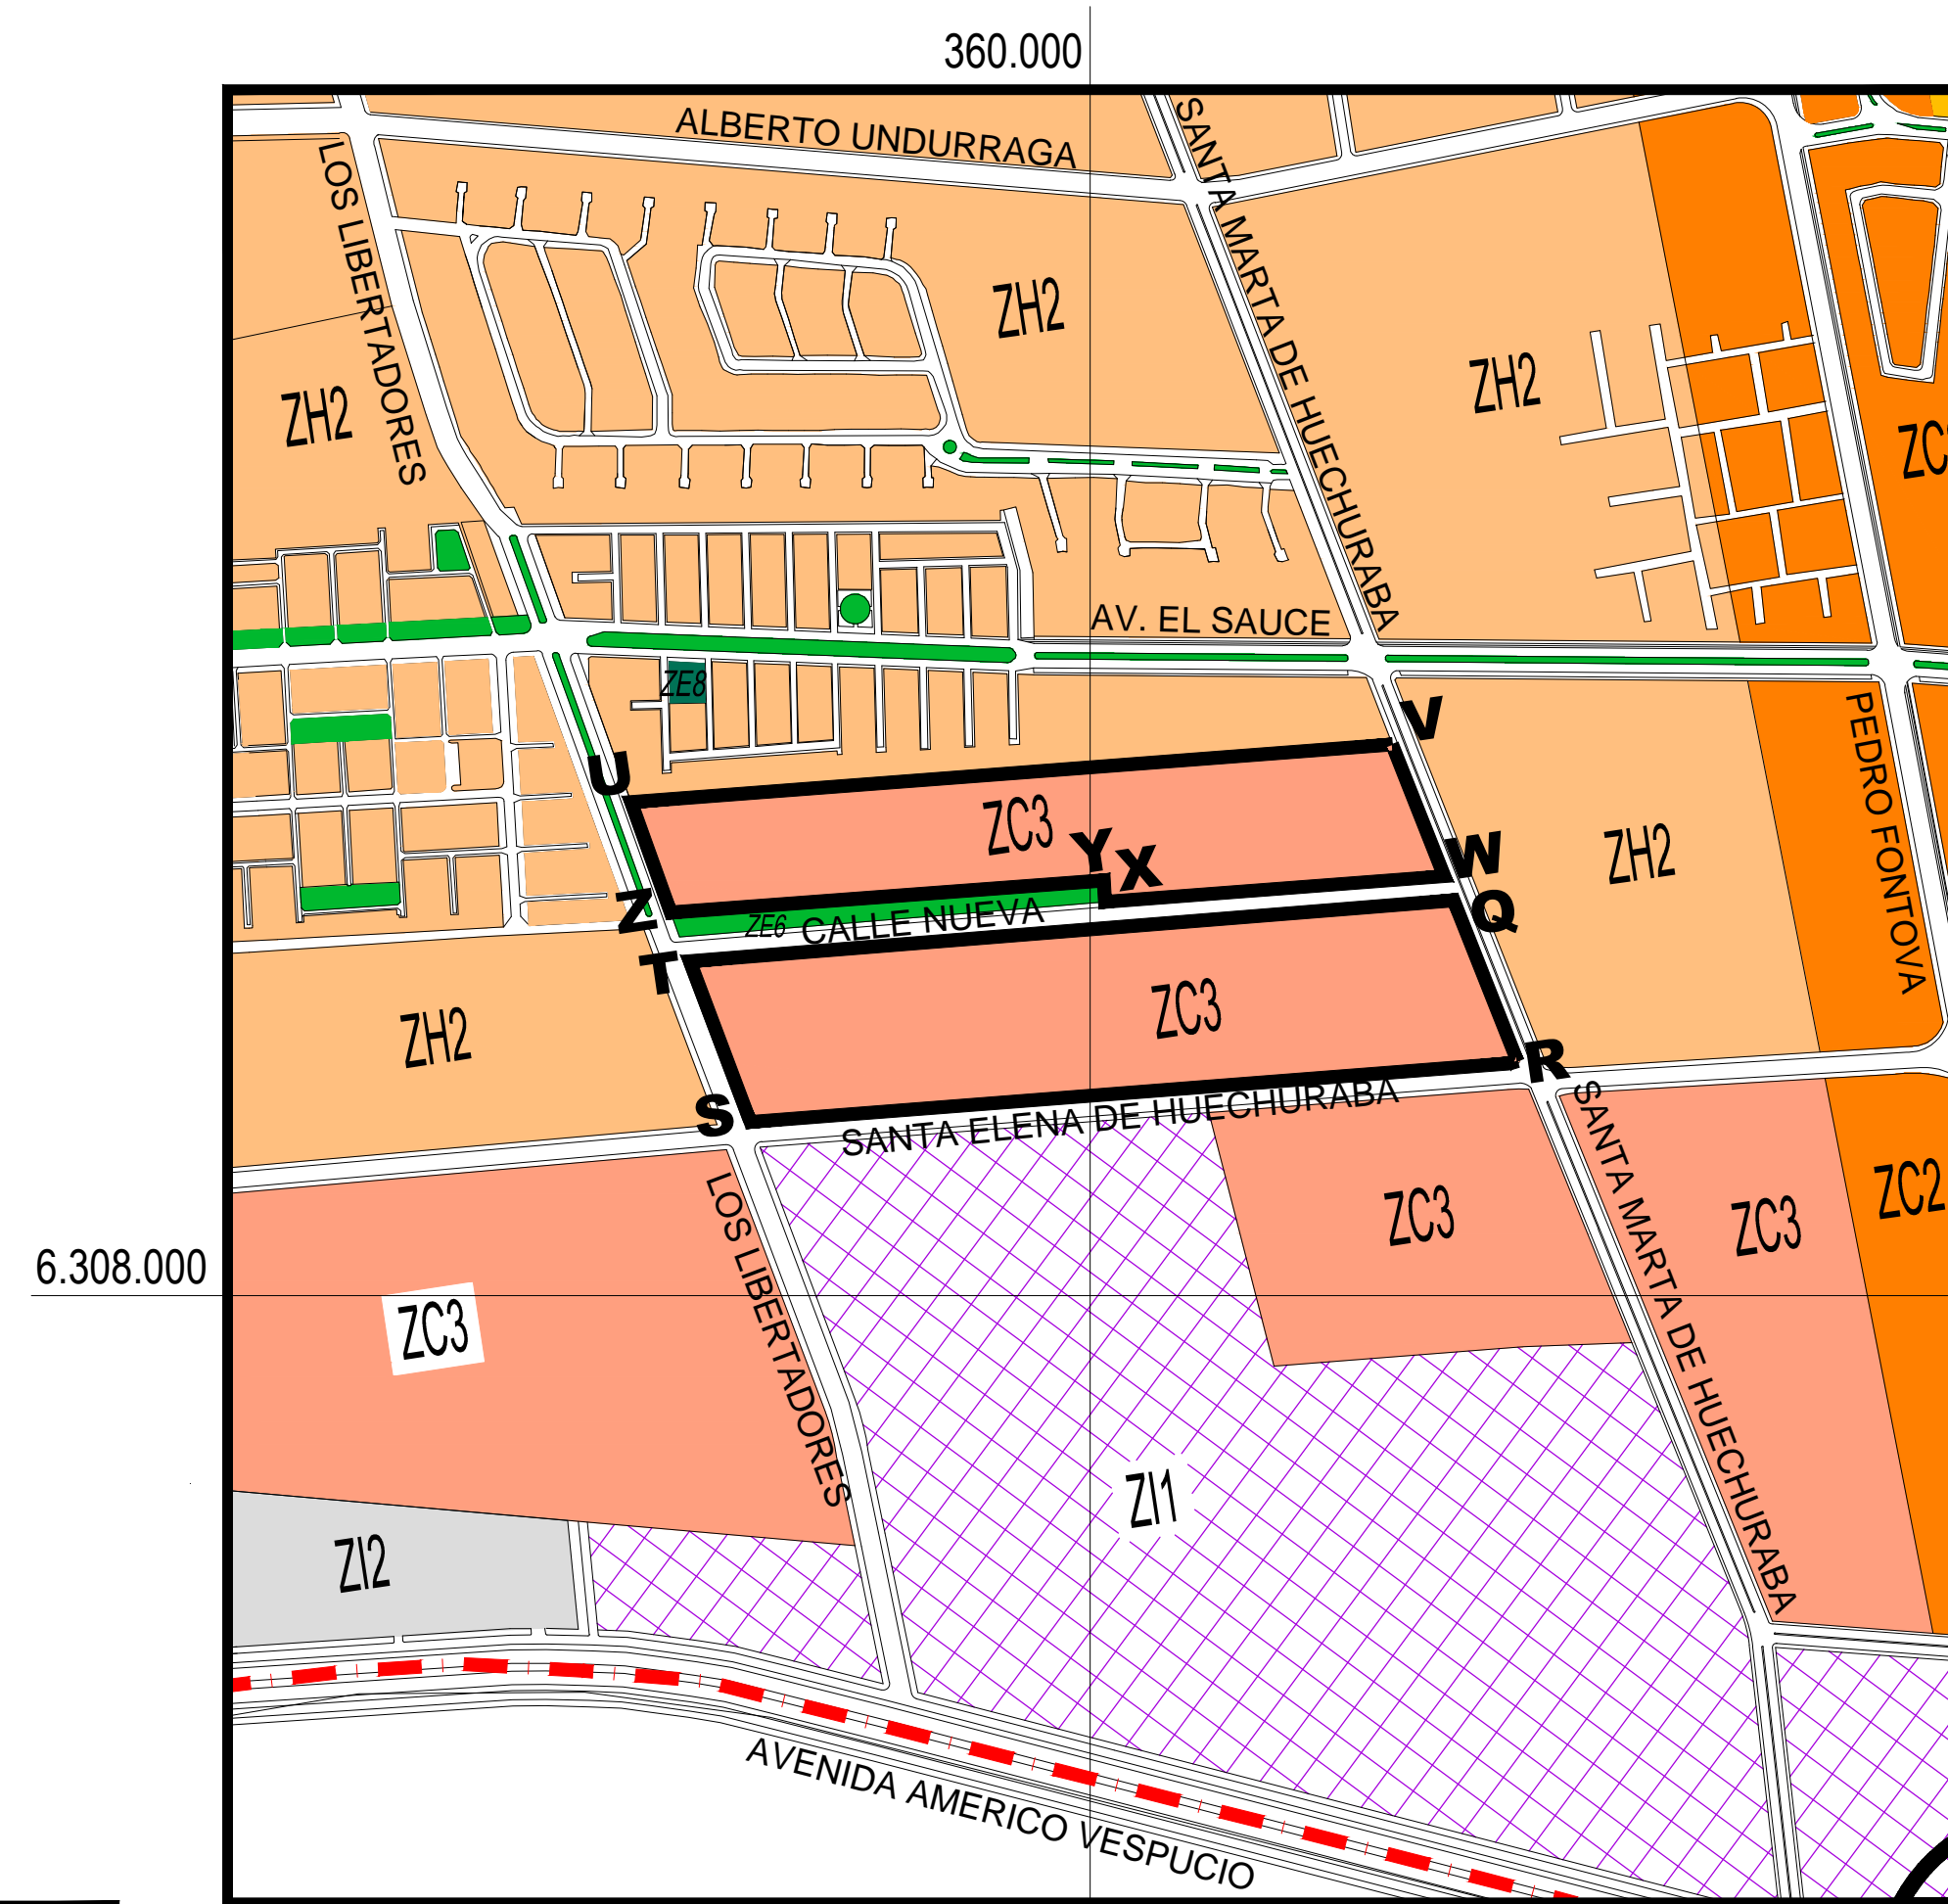 360.000
ALBERTO UNDURRAGA
SANTA MARTA DE HUECHURABA
LOS LIBERTADORES
ZH2
ZH2
ZH2
ZC
AV. EL SAUCE
ZE8
PEDRO FONTOVA
V
U
ZC3
Y
X
W
ZH2
Z
ZE6
CALLE NUEVA
Q
T
ZC3
ZH2
R
S
SANTA ELENA DE HUECHURABA
SANTA MARTA DE HUECHURABA
LOS LIBERTADORES
ZC3
ZC3
ZC2
6.308.000
ZC3
ZI1
ZI2
AVENIDA AMERICO VESPUCIO